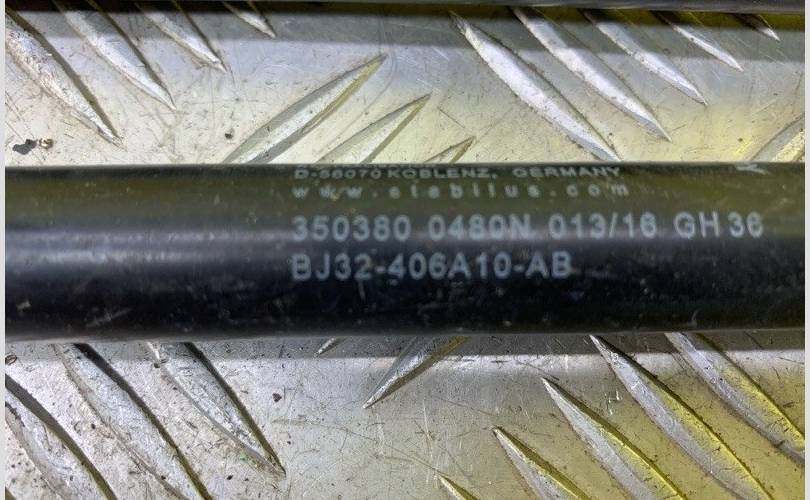 D-56070 KOBLENZ, GERMANY
www.stabilus.com
350380 0480N 013/16 GH 36
BJ32-406A10-AB